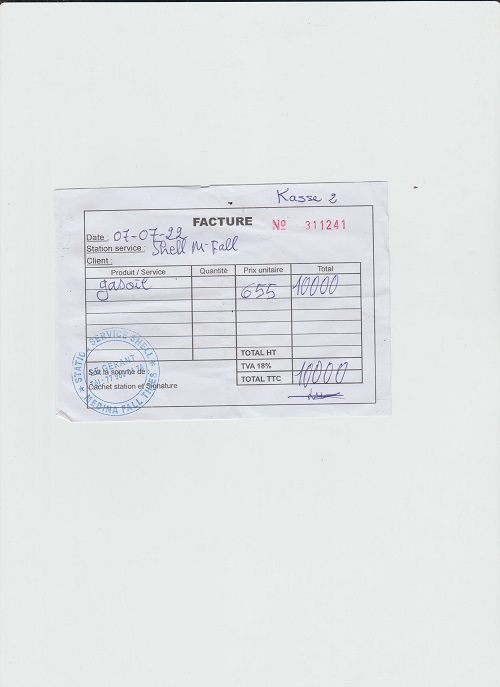 Kasse 2
FACTURE
Nº 311241
Date : 07-07-22
Station service : Shell M. Fall
Client :
Produit / Service Quantité Prix unitaire Total
gasoil 655 10000
TOTAL HT
TVA 18%
TOTAL TTC 10000
Soit la somme de :
Cachet station et Signature
STATION SERVICE SHELL
LE GERANT
MEDINA FALL THIES